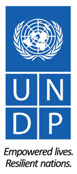 U N
D P
Empowered lives.
Resilient nations.